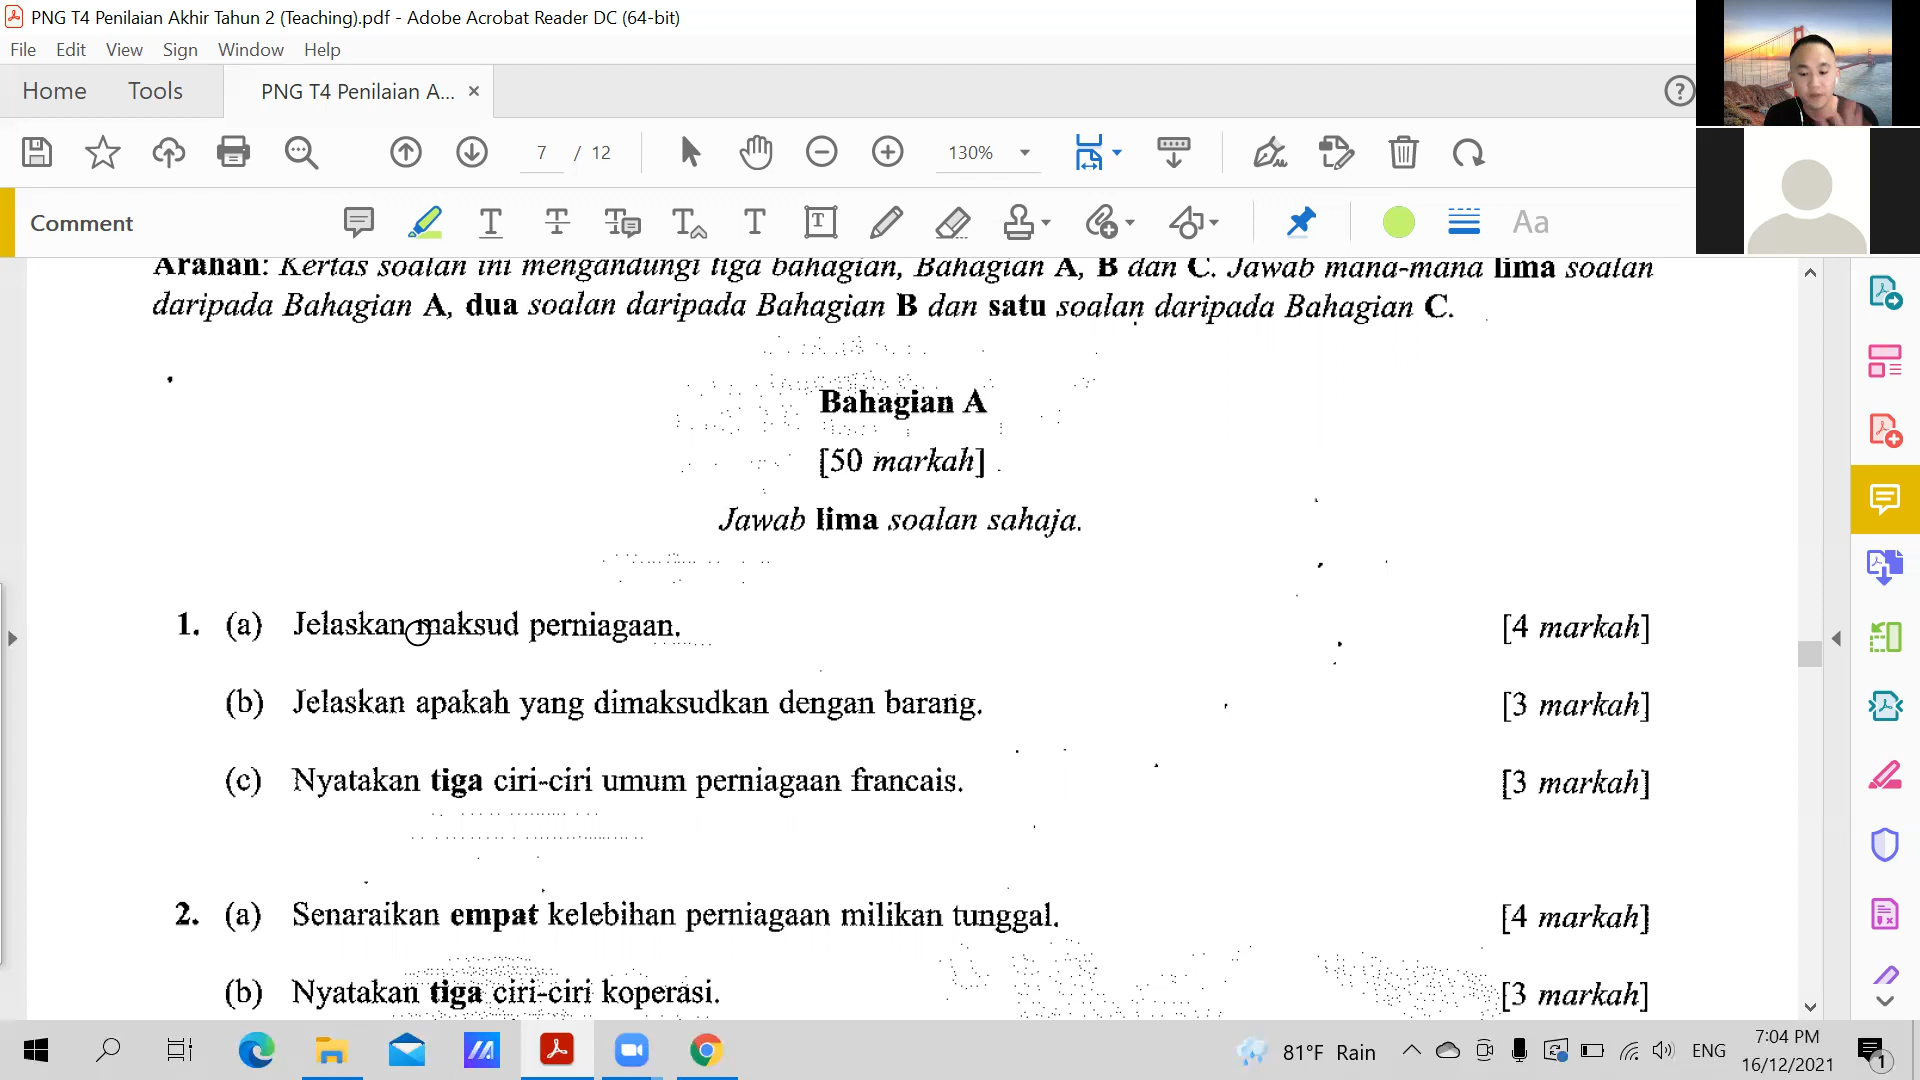 PNG T4 Penilaian Akhir Tahun 2 (Teaching).pdf - Adobe Acrobat Reader DC (64-bit)
File Edit View Sign Window Help
Home Tools PNG T4 Penilaian A... ×
7 / 12 130%
Comment Aa
Arahan: Kertas soalan ini mengandungi tiga bahagian, Bahagian A, B dan C. Jawab mana-mana lima soalan
daripada Bahagian A, dua soalan daripada Bahagian B dan satu soalan daripada Bahagian C.
Bahagian A
[50 markah]
Jawab lima soalan sahaja.
1. (a) Jelaskan maksud perniagaan. [4 markah]
(b) Jelaskan apakah yang dimaksudkan dengan barang. [3 markah]
(c) Nyatakan tiga ciri-ciri umum perniagaan francais. [3 markah]
2. (a) Senaraikan empat kelebihan perniagaan milikan tunggal. [4 markah]
(b) Nyatakan tiga ciri-ciri koperasi. [3 markah]
81°F Rain ENG 7:04 PM
16/12/2021 1